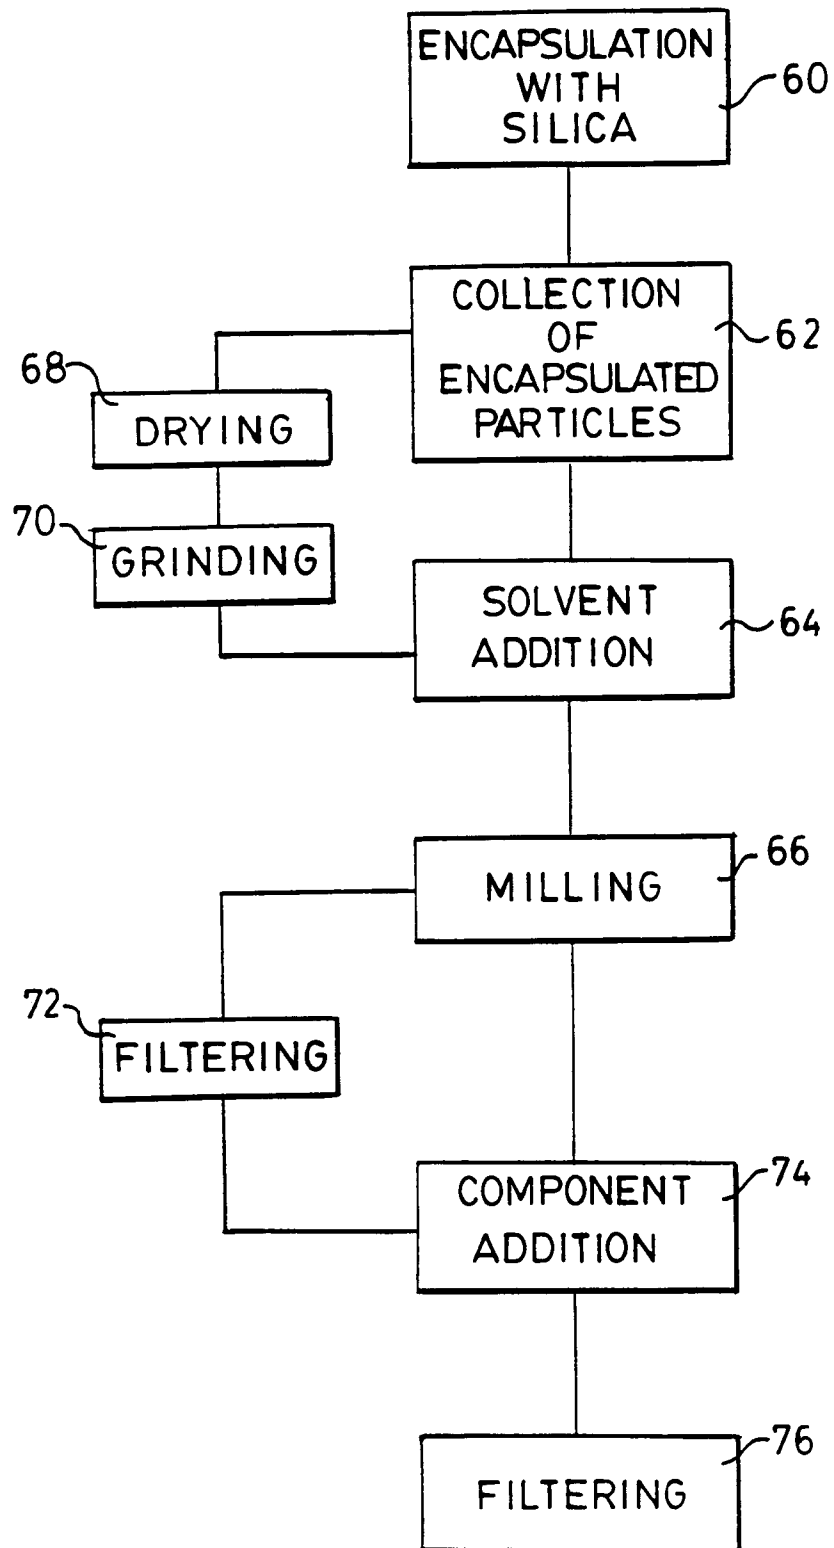 ENCAPSULATION
WITH
SILICA
60
COLLECTION
OF
ENCAPSULATED
PARTICLES
62
68
DRYING
70
GRINDING
SOLVENT
ADDITION
64
MILLING
66
72
FILTERING
COMPONENT
ADDITION
74
FILTERING
76